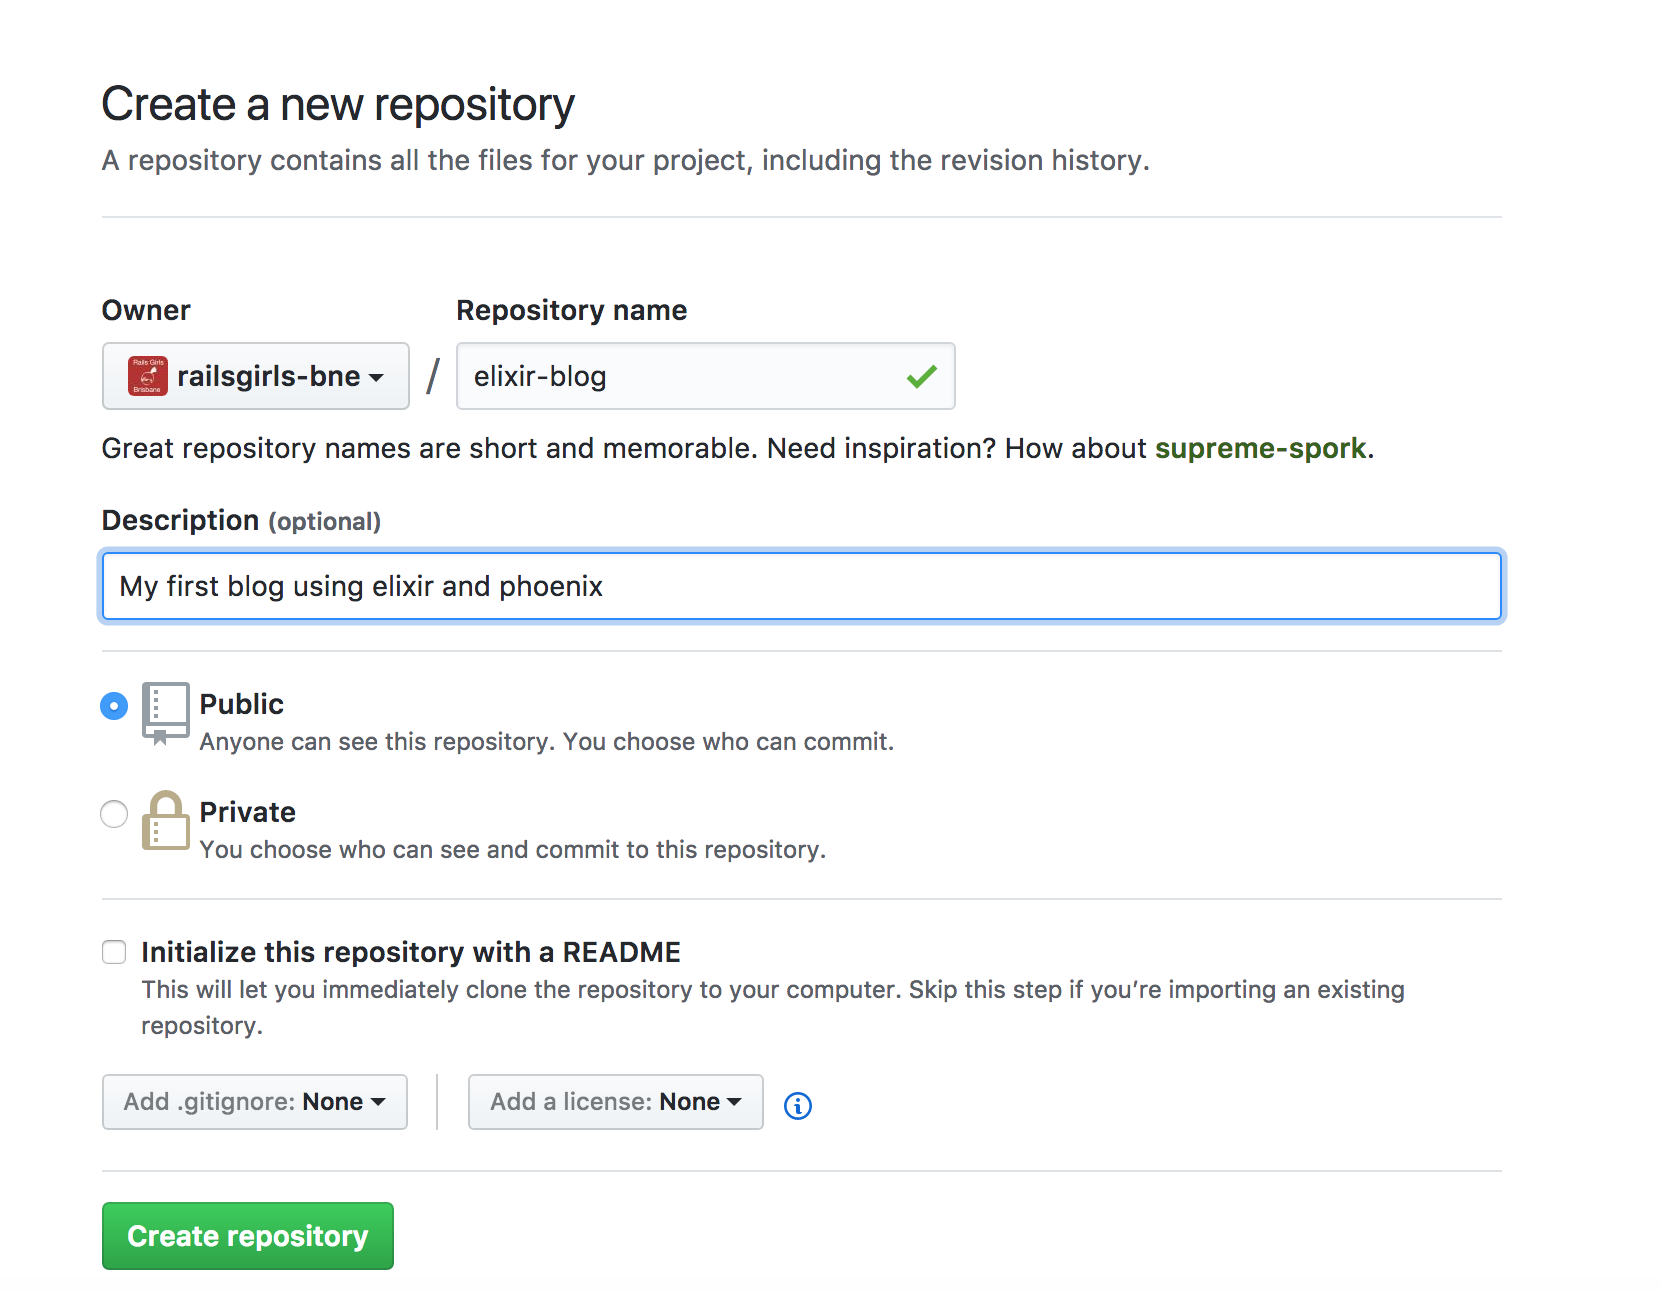 Create a new repository
A repository contains all the files for your project, including the revision history.
Owner
Repository name
Rails Girls
Brisbane
railsgirls-bne
/
elixir-blog
Great repository names are short and memorable. Need inspiration? How about supreme-spork.
Description (optional)
My first blog using elixir and phoenix
Public
Anyone can see this repository. You choose who can commit.
Private
You choose who can see and commit to this repository.
Initialize this repository with a README
This will let you immediately clone the repository to your computer. Skip this step if you’re importing an existing
repository.
Add .gitignore: None
Add a license: None
Create repository